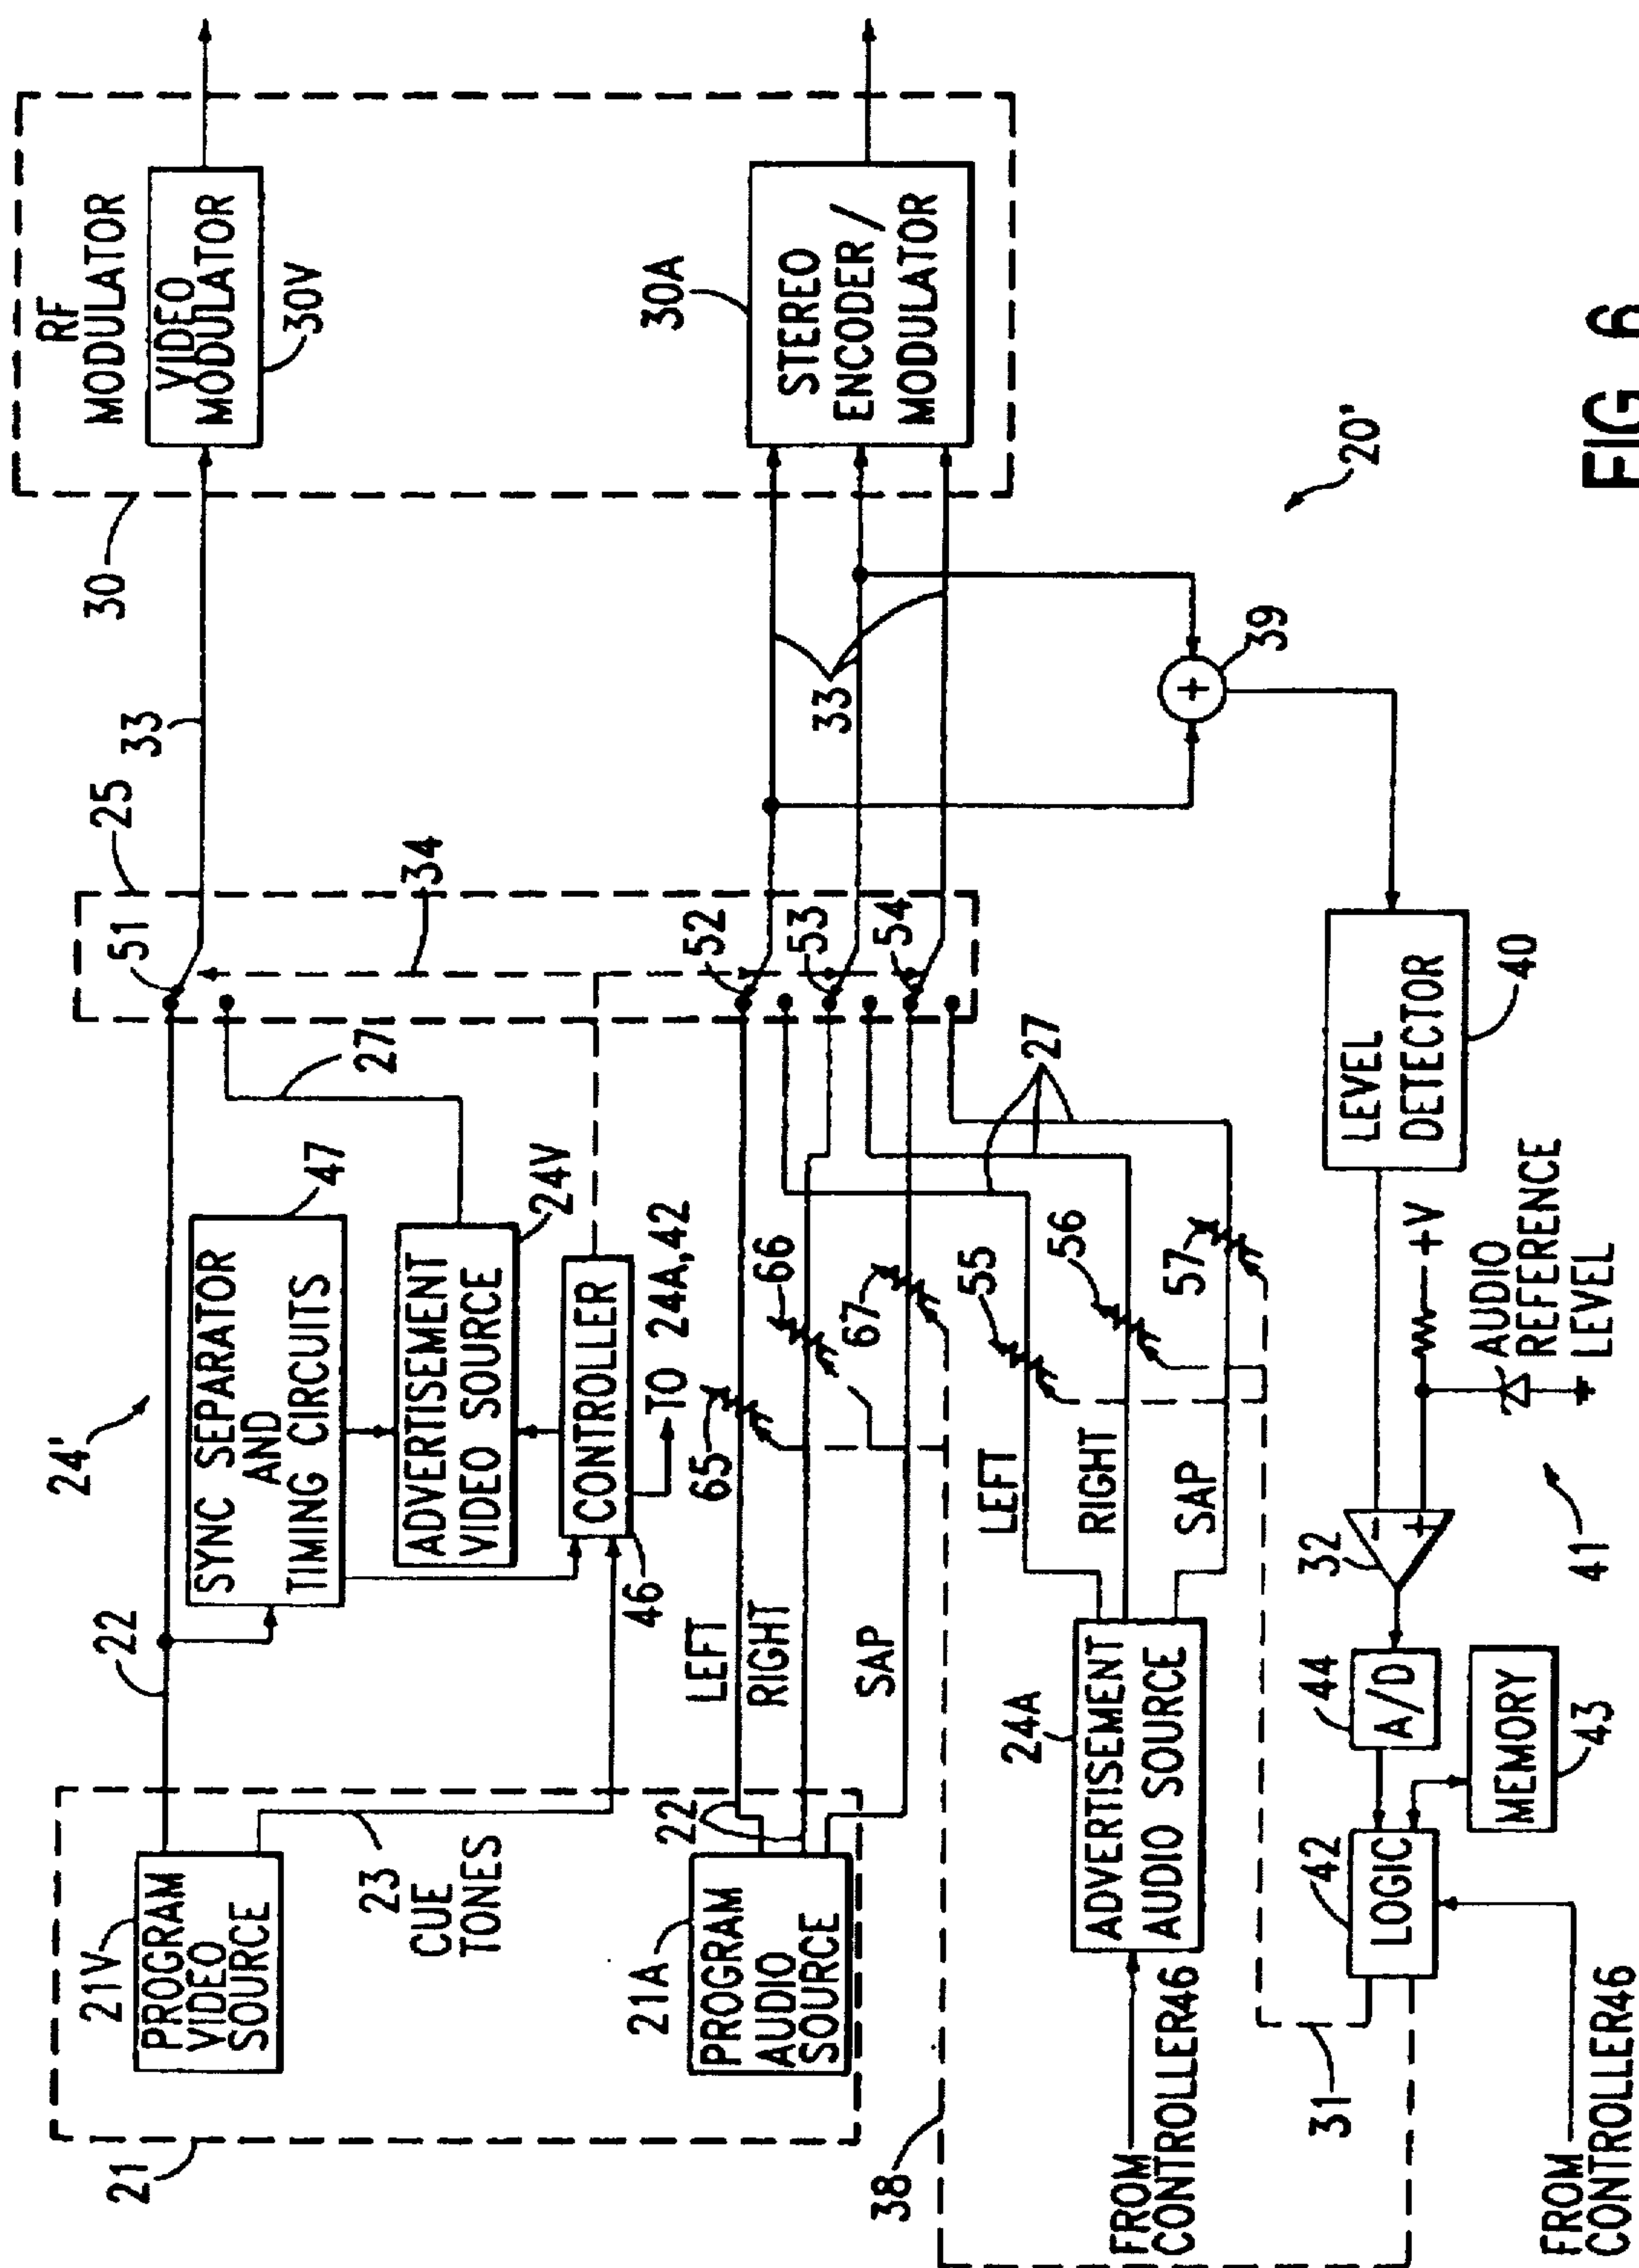 RF
MODULATOR
VIDEO
MODULATOR
30V
30
33
25
51
34
27
24'
47
SYNC SEPARATOR
AND
TIMING CIRCUITS
ADVERTISEMENT
VIDEO SOURCE
24V
CONTROLLER
46
TO 24A,42
22
21V
PROGRAM
VIDEO
SOURCE
23
CUE
TONES
21
21A
PROGRAM
AUDIO
SOURCE
22
LEFT
RIGHT
SAP
65
66
67
52
53
54
33
30A
STEREO
ENCODER/
MODULATOR
27
55
56
57
LEFT
RIGHT
SAP
24A
ADVERTISEMENT
AUDIO SOURCE
FROM
CONTROLLER46
38
39
+
20'
40
LEVEL
DETECTOR
+V
AUDIO
REFERENCE
LEVEL
41
32
-
+
44
A/D
MEMORY
43
42
LOGIC
31
FROM
CONTROLLER46
FIG. 6